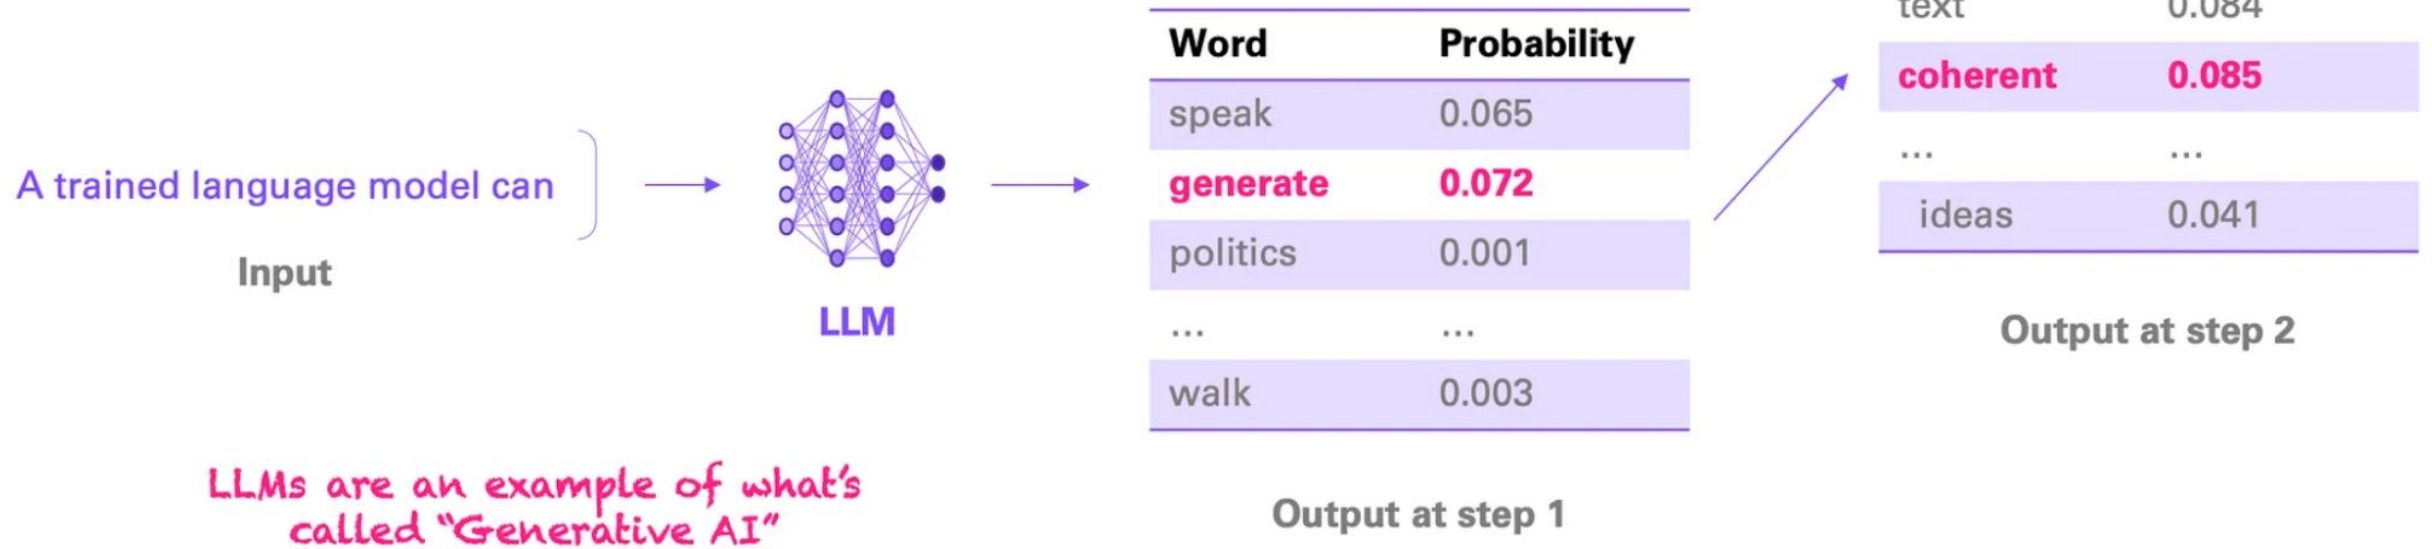 A trained language model can
Input
LLM
LLMs are an example of what's
called "Generative AI"
Word Probability
speak 0.065
generate 0.072
politics 0.001
... ...
walk 0.003
Output at step 1
text 0.084
coherent 0.085
... ...
ideas 0.041
Output at step 2